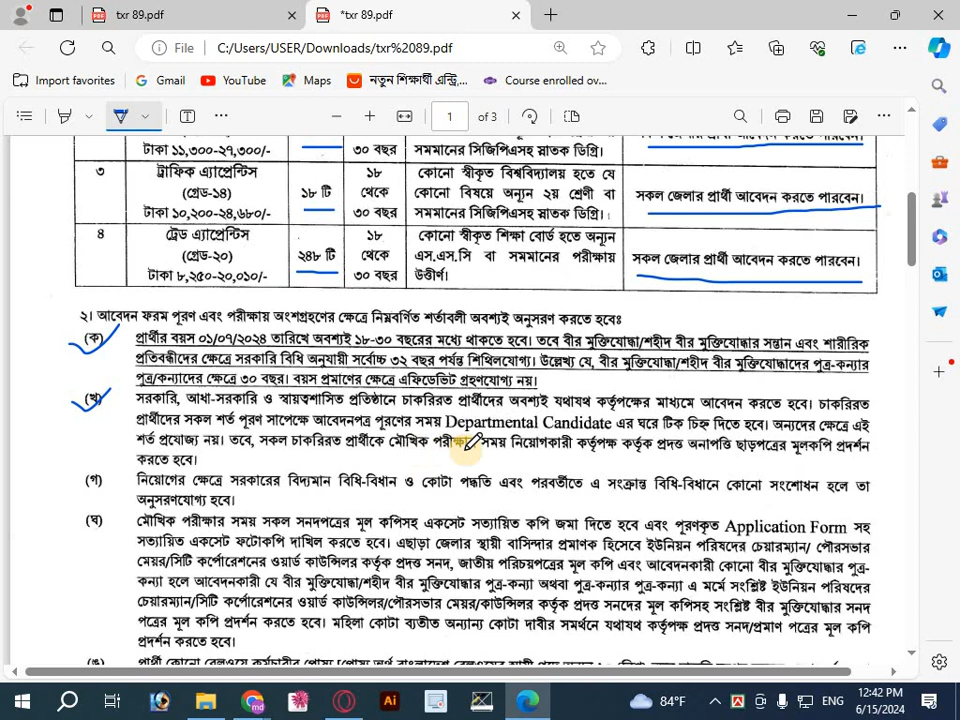 txr 89.pdf
*txr 89.pdf
File C:/Users/USER/Downloads/txr%2089.pdf
Import favorites Gmail YouTube Maps নতুন শিক্ষার্থী এন্ট্রি,... Course enrolled ov...
1 of 3
টাকা ১১,৩০০-২৭,৩০০/- ৩০ বছর সমমানের সিজিপিএসহ স্নাতক ডিগ্রি। সকল জেলার প্রার্থী আবেদন করতে পারবেন।
৩ ট্রাফিক এ্যাপ্রেন্টিস ১৮ কোনো স্বীকৃত বিশ্ববিদ্যালয় হতে যে
(গ্রেড-১৪) ১৮ টি থেকে কোনো বিষয়ে অন্যূন ২য় শ্রেণী বা সকল জেলার প্রার্থী আবেদন করতে পারবেন।
টাকা ১০,২০০-২৪,৬৮০/- ৩০ বছর সমমানের সিজিপিএসহ স্নাতক ডিগ্রি।
৪ ট্রেড এ্যাপ্রেন্টিস ১৮ কোনো স্বীকৃত শিক্ষা বোর্ড হতে অন্যূন
(গ্রেড-২০) ২৪৮ টি থেকে এস.এস.সি বা সমমানের পরীক্ষায় সকল জেলার প্রার্থী আবেদন করতে পারবেন।
টাকা ৮,২৫০-২০,০১০/- ৩০ বছর উত্তীর্ণ।
২। আবেদন ফরম পূরণ এবং পরীক্ষায় অংশগ্রহণের ক্ষেত্রে নিম্নবর্ণিত শর্তাবলী অবশ্যই অনুসরণ করতে হবেঃ
(ক) প্রার্থীর বয়স ০১/০৭/২০২৪ তারিখে অবশ্যই ১৮-৩০ বছরের মধ্যে হতে হবে। তবে বীর মুক্তিযোদ্ধা/শহীদ বীর মুক্তিযোদ্ধার সন্তান এবং শারীরিক
প্রতিবন্ধীদের ক্ষেত্রে সরকারি বিধি অনুযায়ী সর্বোচ্চ ৩২ বছর পর্যন্ত শিথিলযোগ্য। উল্লেখ্য যে, বীর মুক্তিযোদ্ধা/শহীদ বীর মুক্তিযোদ্ধাদের পুত্র-কন্যার
পুত্র/কন্যাদের ক্ষেত্রে ৩০ বছর। বয়স প্রমাণের ক্ষেত্রে এফিডেভিট গ্রহণযোগ্য নয়।
(খ) সরকারি, আধা-সরকারি ও স্বায়ত্বশাসিত প্রতিষ্ঠানে চাকরিরত প্রার্থীদের অবশ্যই যথাযথ কর্তৃপক্ষের মাধ্যমে আবেদন করতে হবে। চাকরিরত
প্রার্থীদের সকল শর্ত পূরণ সাপেক্ষে আবেদনপত্র পূরণের সময় Departmental Candidate এর ঘরে টিক চিহ্ন দিতে হবে। অন্যদের ক্ষেত্রে এই
শর্ত প্রযোজ্য নয়। তবে, সকল চাকরিরত প্রার্থীকে মৌখিক পরীক্ষার সময় নিয়োগকারী কর্তৃপক্ষ কর্তৃক প্রদত্ত অনাপত্তি ছাড়পত্রের মূলকপি প্রদর্শন
করতে হবে।
(গ) নিয়োগের ক্ষেত্রে সরকারের বিদ্যমান বিধি-বিধান ও কোটা পদ্ধতি এবং পরবর্তীতে এ সংক্রান্ত বিধি-বিধানে কোনো সংশোধন হলে তা
অনুসরণযোগ্য হবে।
(ঘ) মৌখিক পরীক্ষার সময় সকল সনদপত্রের মূল কপিসহ একসেট সত্যায়িত কপি জমা দিতে হবে এবং পূরণকৃত Application Form সহ
সত্যায়িত একসেট ফটোকপি দাখিল করতে হবে। এছাড়া জেলার স্থায়ী বাসিন্দার প্রমাণক হিসেবে ইউনিয়ন পরিষদের চেয়ারম্যান/ পৌরসভার
মেয়র/সিটি কর্পোরেশনের ওয়ার্ড কাউন্সিলর কর্তৃক প্রদত্ত সনদ, জাতীয় পরিচয়পত্রের মূল কপি এবং আবেদনকারী কোনো বীর মুক্তিযোদ্ধার পুত্র-
কন্যা হলে আবেদনকারী যে বীর মুক্তিযোদ্ধা/শহীদ বীর মুক্তিযোদ্ধার পুত্র-কন্যা অথবা পুত্র-কন্যার পুত্র-কন্যা এ মর্মে সংশ্লিষ্ট ইউনিয়ন পরিষদের
চেয়ারম্যান/সিটি কর্পোরেশনের ওয়ার্ড কাউন্সিলর/পৌরসভার মেয়র/কাউন্সিলর কর্তৃক প্রদত্ত সনদের মূল কপিসহ সংশ্লিষ্ট বীর মুক্তিযোদ্ধার সনদ
পত্রের মূল কপি প্রদর্শন করতে হবে। মহিলা কোটা ব্যতীত অন্যান্য কোটা দাবীর সমর্থনে যথাযথ কর্তৃপক্ষ প্রদত্ত সনদ/প্রমাণ পত্রের মূল কপি
প্রদর্শন করতে হবে।
84°F ENG 12:42 PM
6/15/2024